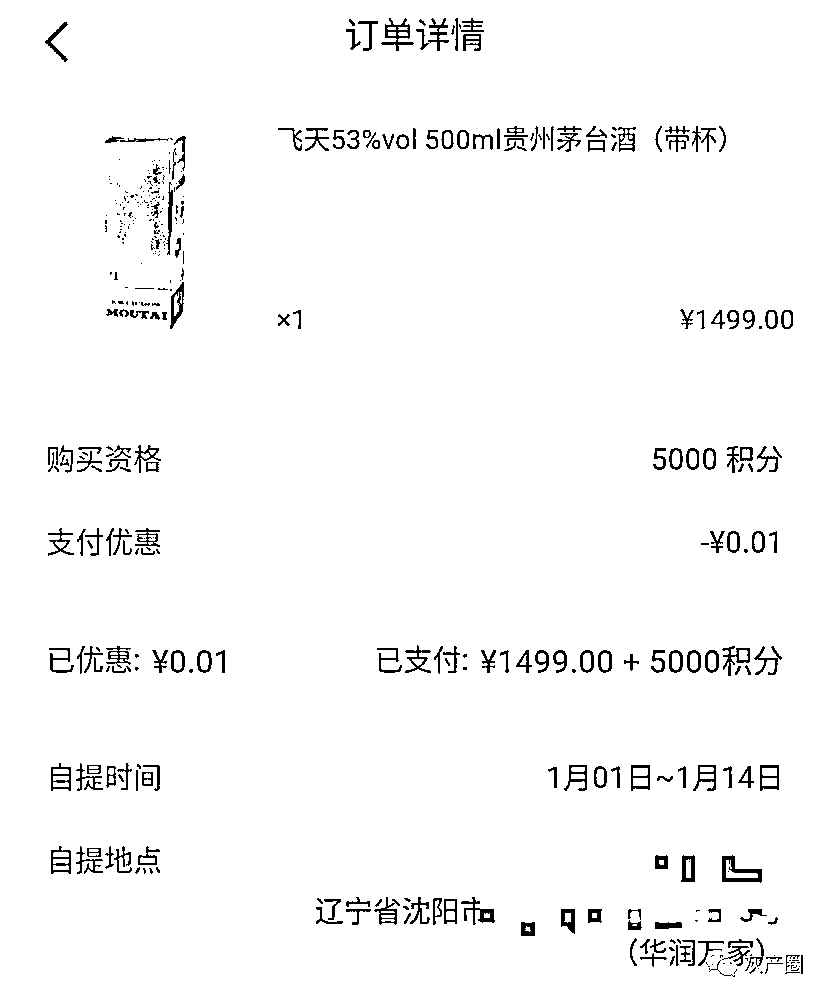 订单详情
飞天53%vol 500ml贵州茅台酒（带杯）
MOUTAI
×1 ¥1499.00
购买资格 5000 积分
支付优惠 -¥0.01
已优惠: ¥0.01 已支付: ¥1499.00 + 5000积分
自提时间 1月01日~1月14日
自提地点
辽宁省沈阳市
（华润万家）
灰产圈